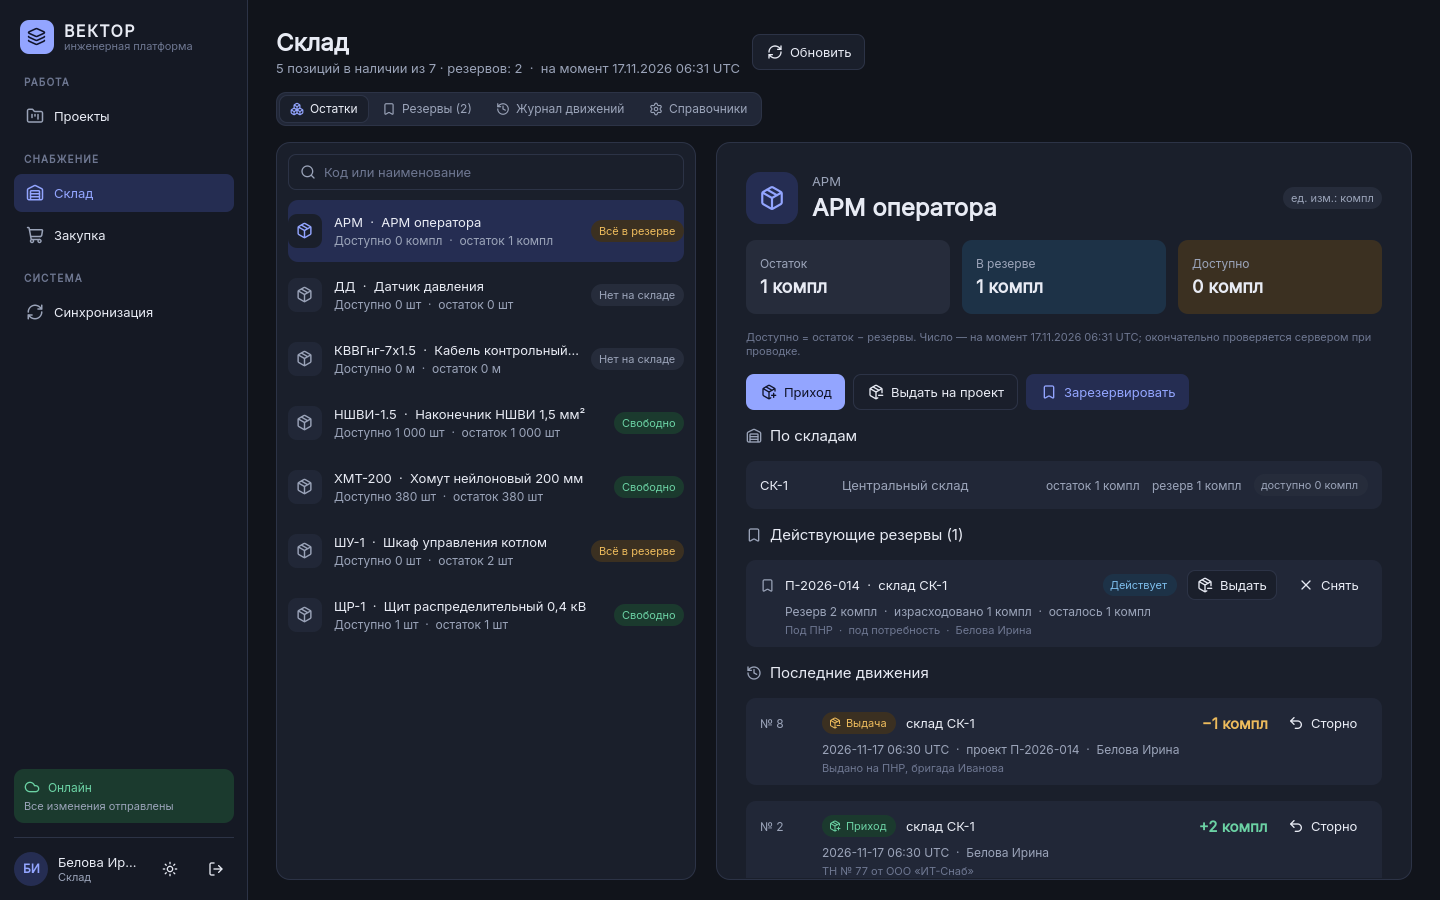 ВЕКТОР
инженерная платформа
РАБОТА
Проекты
СНАБЖЕНИЕ
Склад
Закупка
СИСТЕМА
Синхронизация
Онлайн
Все изменения отправлены
БИ
Белова Ир...
Склад
Склад
5 позиций в наличии из 7 · резервов: 2 · на момент 17.11.2026 06:31 UTC
Обновить
Остатки
Резервы (2)
Журнал движений
Справочники
Код или наименование
АРМ · АРМ оператора
Доступно 0 компл · остаток 1 компл
Всё в резерве
ДД · Датчик давления
Доступно 0 шт · остаток 0 шт
Нет на складе
КВВГнг-7х1.5 · Кабель контрольный...
Доступно 0 м · остаток 0 м
Нет на складе
НШВИ-1.5 · Наконечник НШВИ 1,5 мм²
Доступно 1 000 шт · остаток 1 000 шт
Свободно
ХМТ-200 · Хомут нейлоновый 200 мм
Доступно 380 шт · остаток 380 шт
Свободно
ШУ-1 · Шкаф управления котлом
Доступно 0 шт · остаток 2 шт
Всё в резерве
ЩР-1 · Щит распределительный 0,4 кВ
Доступно 1 шт · остаток 1 шт
Свободно
АРМ
АРМ оператора
ед. изм.: компл
Остаток
1 компл
В резерве
1 компл
Доступно
0 компл
Доступно = остаток − резервы. Число — на момент 17.11.2026 06:31 UTC; окончательно проверяется сервером при
проводке.
Приход
Выдать на проект
Зарезервировать
По складам
СК-1 Центральный склад остаток 1 компл резерв 1 компл доступно 0 компл
Действующие резервы (1)
П-2026-014 · склад СК-1
Действует
Выдать
Снять
Резерв 2 компл · израсходовано 1 компл · осталось 1 компл
Под ПНР · под потребность · Белова Ирина
Последние движения
№ 8
Выдача
склад СК-1
−1 компл
Сторно
2026-11-17 06:30 UTC · проект П-2026-014 · Белова Ирина
Выдано на ПНР, бригада Иванова
№ 2
Приход
склад СК-1
+2 компл
Сторно
2026-11-17 06:30 UTC · Белова Ирина
ТН № 77 от ООО «ИТ-Снаб»